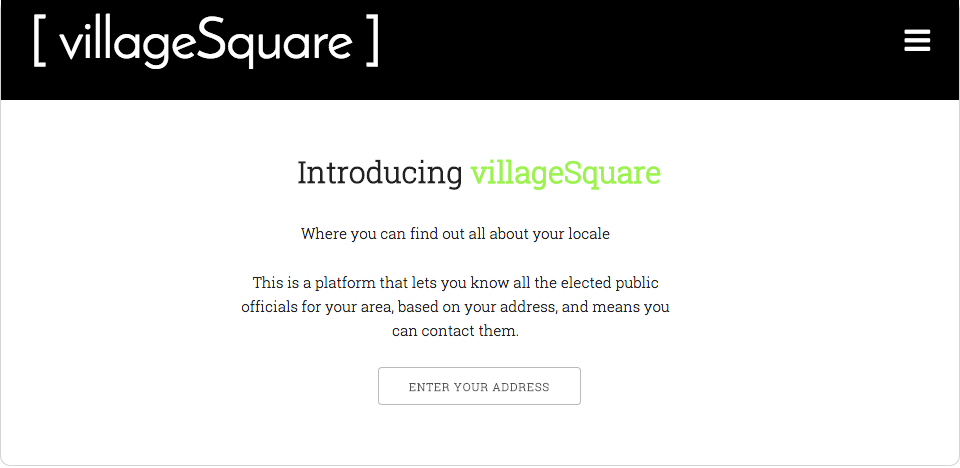 [ villageSquare ]
Introducing villageSquare
Where you can find out all about your locale
This is a platform that lets you know all the elected public
officials for your area, based on your address, and means you
can contact them.
ENTER YOUR ADDRESS